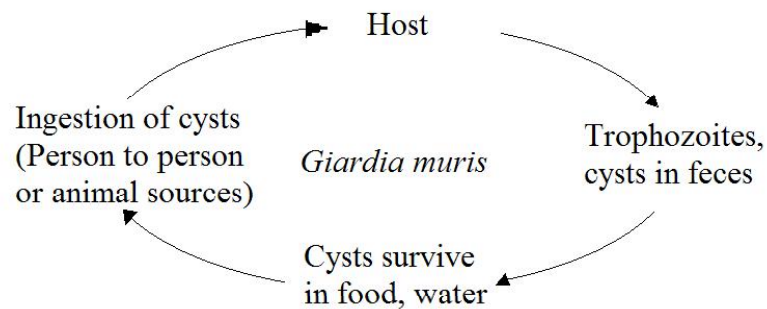 Host
Trophozoites,
cysts in feces
Cysts survive
in food, water
Ingestion of cysts
(Person to person
or animal sources)
Giardia muris